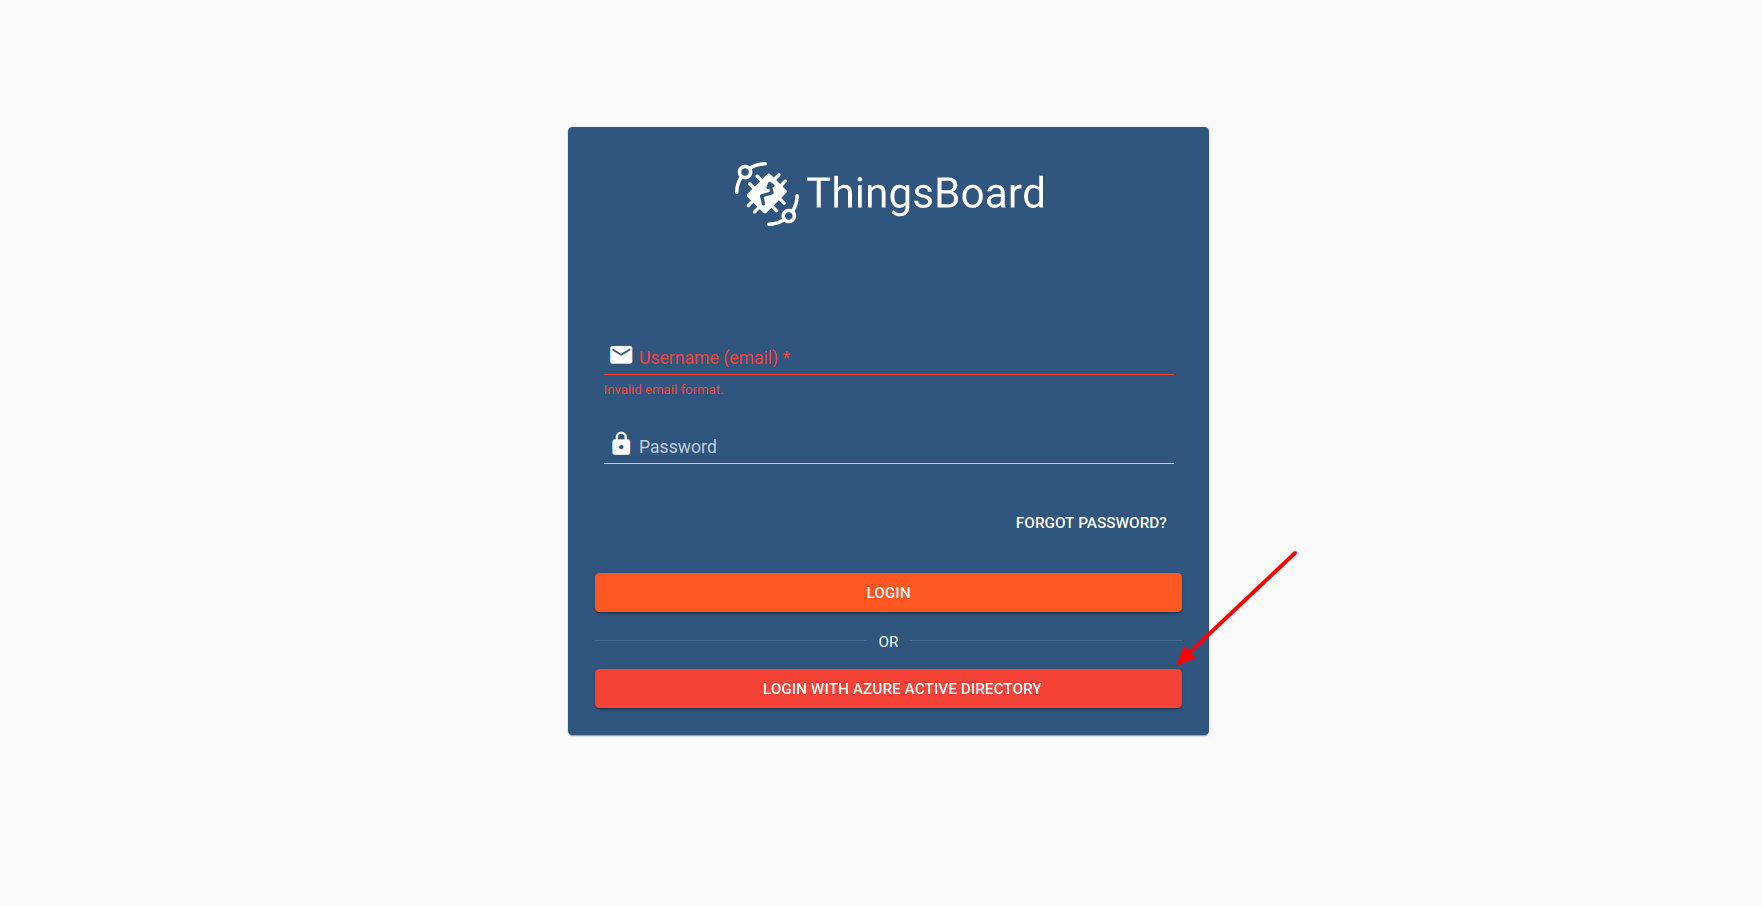 ThingsBoard
Username (email) *
Invalid email format.
Password
FORGOT PASSWORD?
LOGIN
OR
LOGIN WITH AZURE ACTIVE DIRECTORY